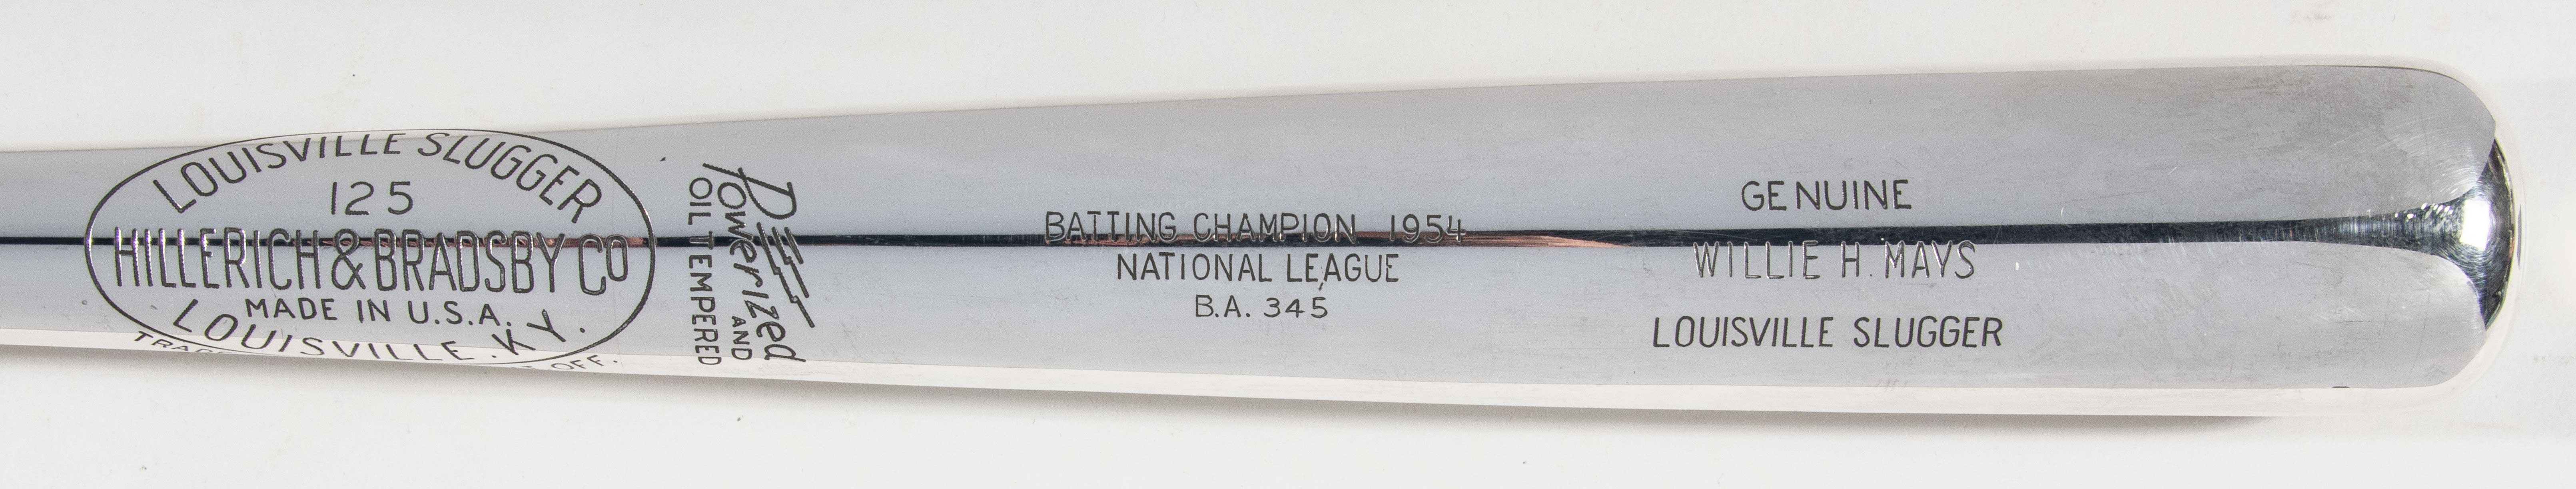 LOUISVILLE SLUGGER
125
HILLERICH & BRADSBY CO
MADE IN U.S.A.
LOUISVILLE. KY.
OFF.
Powerized
AND
OIL TEMPERED
BATTING CHAMPION 1954
NATIONAL LEAGUE
B.A. 345
GENUINE
WILLIE H. MAYS
LOUISVILLE SLUGGER